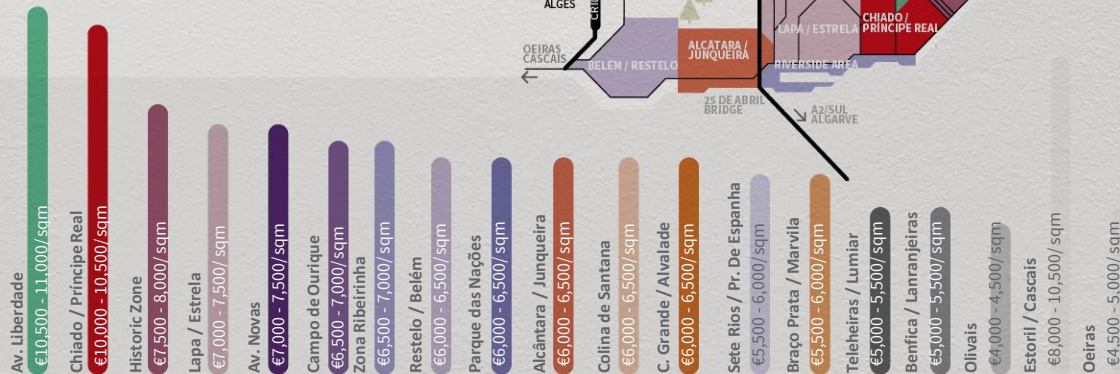 ALGÉS
CRIL
OEIRAS
CASCAIS
BELÉM / RESTELO
ALCÂTARA /
JUNQUEIRA
LAPA / ESTRELA
CHIADO /
PRÍNCIPE REAL
RIVERSIDE AREA
25 DE ABRIL
BRIDGE
A2/SUL
ALGARVE
Av. Liberdade
€10,500 - 11,000/sqm
Chiado / Príncipe Real
€10,000 - 10,500/sqm
Historic Zone
€7,500 - 8,000/sqm
Lapa / Estrela
€7,000 - 7,500/sqm
Av. Novas
€7,000 - 7,500/sqm
Campo de Ourique
€6,500 - 7,000/sqm
Zona Ribeirinha
€6,500 - 7,000/sqm
Restelo / Belém
€6,000 - 6,500/sqm
Parque das Nações
€6,000 - 6,500/sqm
Alcântara / Junqueira
€6,000 - 6,500/sqm
Colina de Santana
€6,000 - 6,500/sqm
C. Grande / Alvalade
€6,000 - 6,500/sqm
Sete Rios / Pr. De Espanha
€5,500 - 6,000/sqm
Braço Prata / Marvila
€5,500 - 6,000/sqm
Telheiras / Lumiar
€5,000 - 5,500/sqm
Benfica / Lanranjeiras
€5,000 - 5,500/sqm
Olivais
€4,000 - 4,500/sqm
Estoril / Cascais
€8,000 - 10,500/sqm
Oeiras
€4,500 - 5,000/sqm